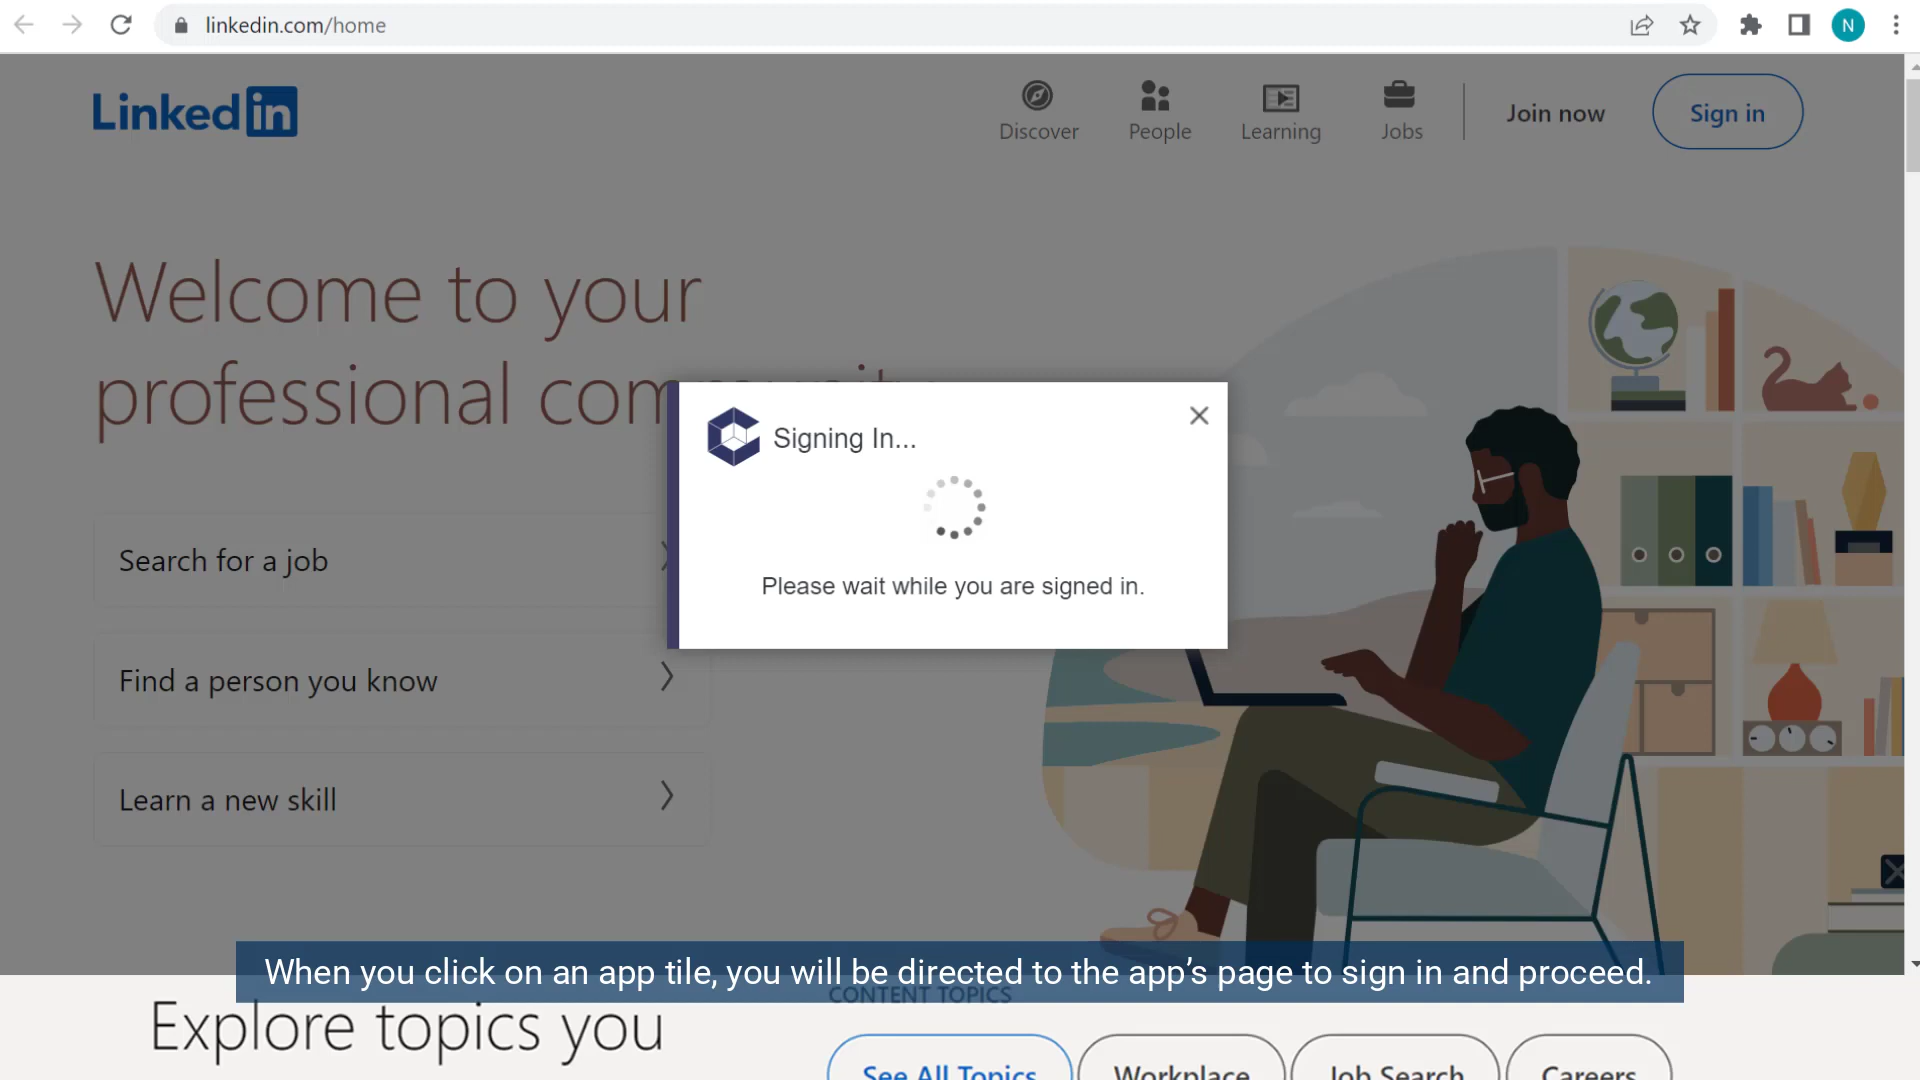 linkedin.com/home
N
Linked in
Discover
People
Learning
Jobs
Join now
Sign in
Welcome to your
professional community
Signing In...
Please wait while you are signed in.
Search for a job
Find a person you know
Learn a new skill
When you click on an app tile, you will be directed to the app's page to sign in and proceed.
CONTENT TOPICS
Explore topics you
See All Topics
Workplace
Job Search
Careers